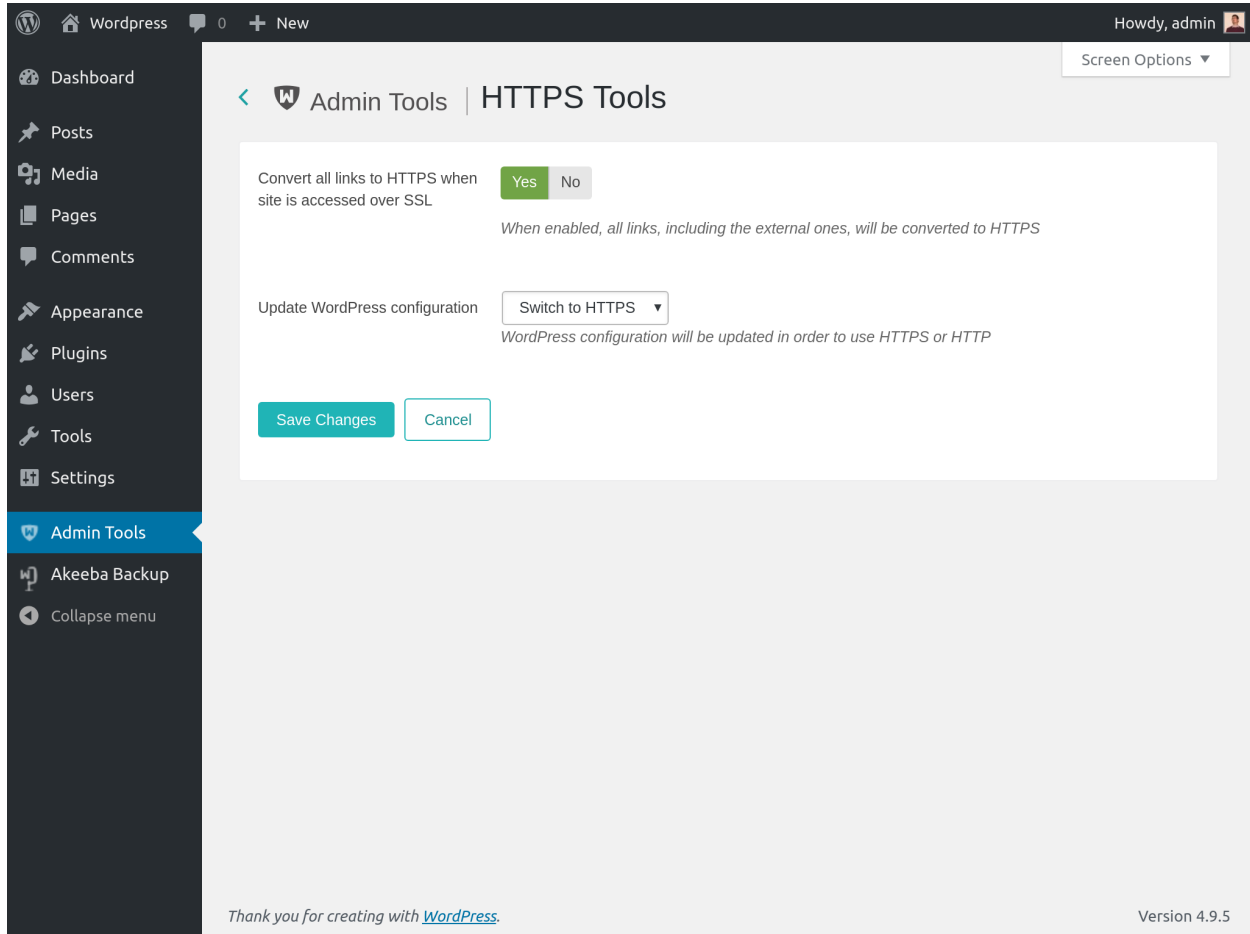 Wordpress 0 New Howdy, admin
Screen Options ▼
Dashboard
Posts
Media
Pages
Comments
Appearance
Plugins
Users
Tools
Settings
Admin Tools
Akeeba Backup
Collapse menu
Admin Tools | HTTPS Tools
Convert all links to HTTPS when
site is accessed over SSL
Yes No
When enabled, all links, including the external ones, will be converted to HTTPS
Update WordPress configuration
Switch to HTTPS ▼
WordPress configuration will be updated in order to use HTTPS or HTTP
Save Changes Cancel
Thank you for creating with WordPress.
Version 4.9.5